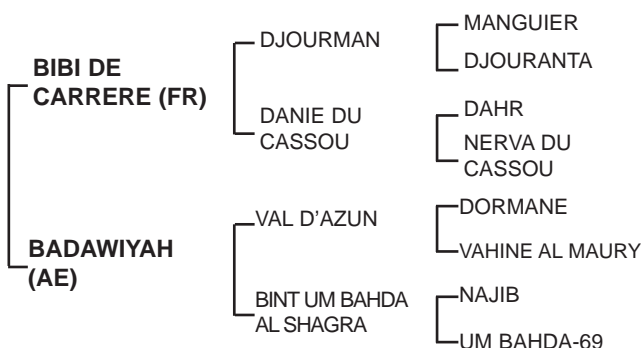 BIBI DE
CARRERE (FR)
DJOURMAN
MANGUIER
DJOURANTA
DANIE DU
CASSOU
DAHR
NERVA DU
CASSOU
BADAWIYAH
(AE)
VAL D'AZUN
DORMANE
VAHINE AL MAURY
BINT UM BAHDA
AL SHAGRA
NAJIB
UM BAHDA-69